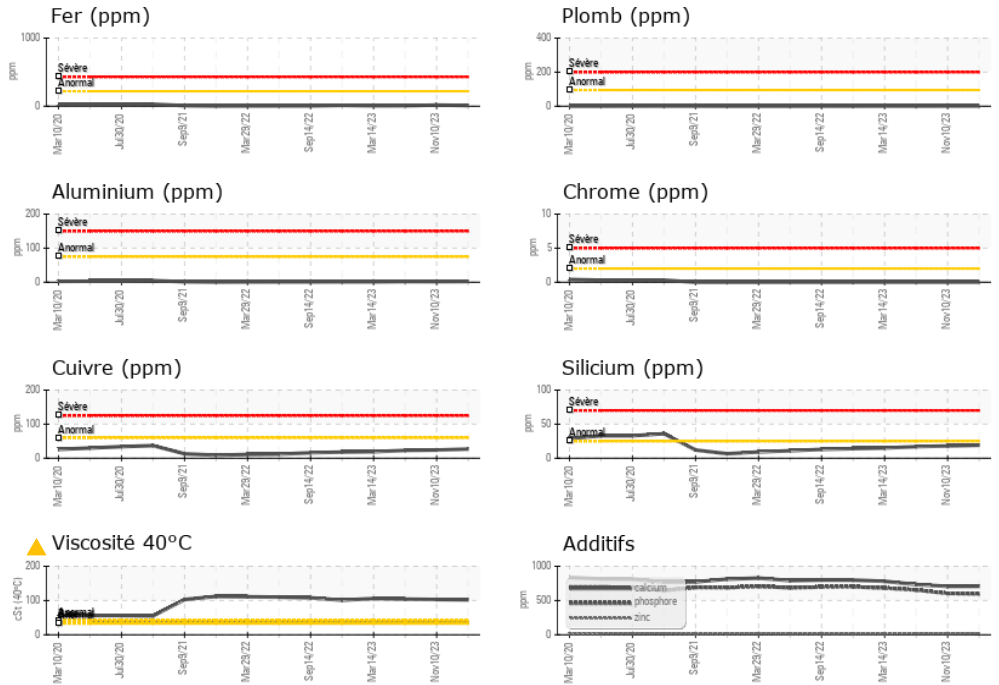 Fer (ppm)
1000
ppm
Sévère
Anormal
0
Mar10/20
Jul30/20
Sep9/21
Mar29/22
Sep14/22
Mar14/23
Nov10/23
Plomb (ppm)
400
ppm
Sévère
200
Anormal
0
Mar10/20
Jul30/20
Sep9/21
Mar29/22
Sep14/22
Mar14/23
Nov10/23
Aluminium (ppm)
200
ppm
Sévère
Anormal
100
0
Mar10/20
Jul30/20
Sep9/21
Mar29/22
Sep14/22
Mar14/23
Nov10/23
Chrome (ppm)
10
ppm
Sévère
5
Anormal
0
Mar10/20
Jul30/20
Sep9/21
Mar29/22
Sep14/22
Mar14/23
Nov10/23
Cuivre (ppm)
200
ppm
Sévère
100
Anormal
0
Mar10/20
Jul30/20
Sep9/21
Mar29/22
Sep14/22
Mar14/23
Nov10/23
Silicium (ppm)
100
ppm
Sévère
50
Anormal
0
Mar10/20
Jul30/20
Sep9/21
Mar29/22
Sep14/22
Mar14/23
Nov10/23
Viscosité 40°C
200
cSt (40°C)
100
Anormal
0
Mar10/20
Jul30/20
Sep9/21
Mar29/22
Sep14/22
Mar14/23
Nov10/23
Additifs
1000
ppm
calcium
500
phosphore
zinc
0
Mar10/20
Jul30/20
Sep9/21
Mar29/22
Sep14/22
Mar14/23
Nov10/23